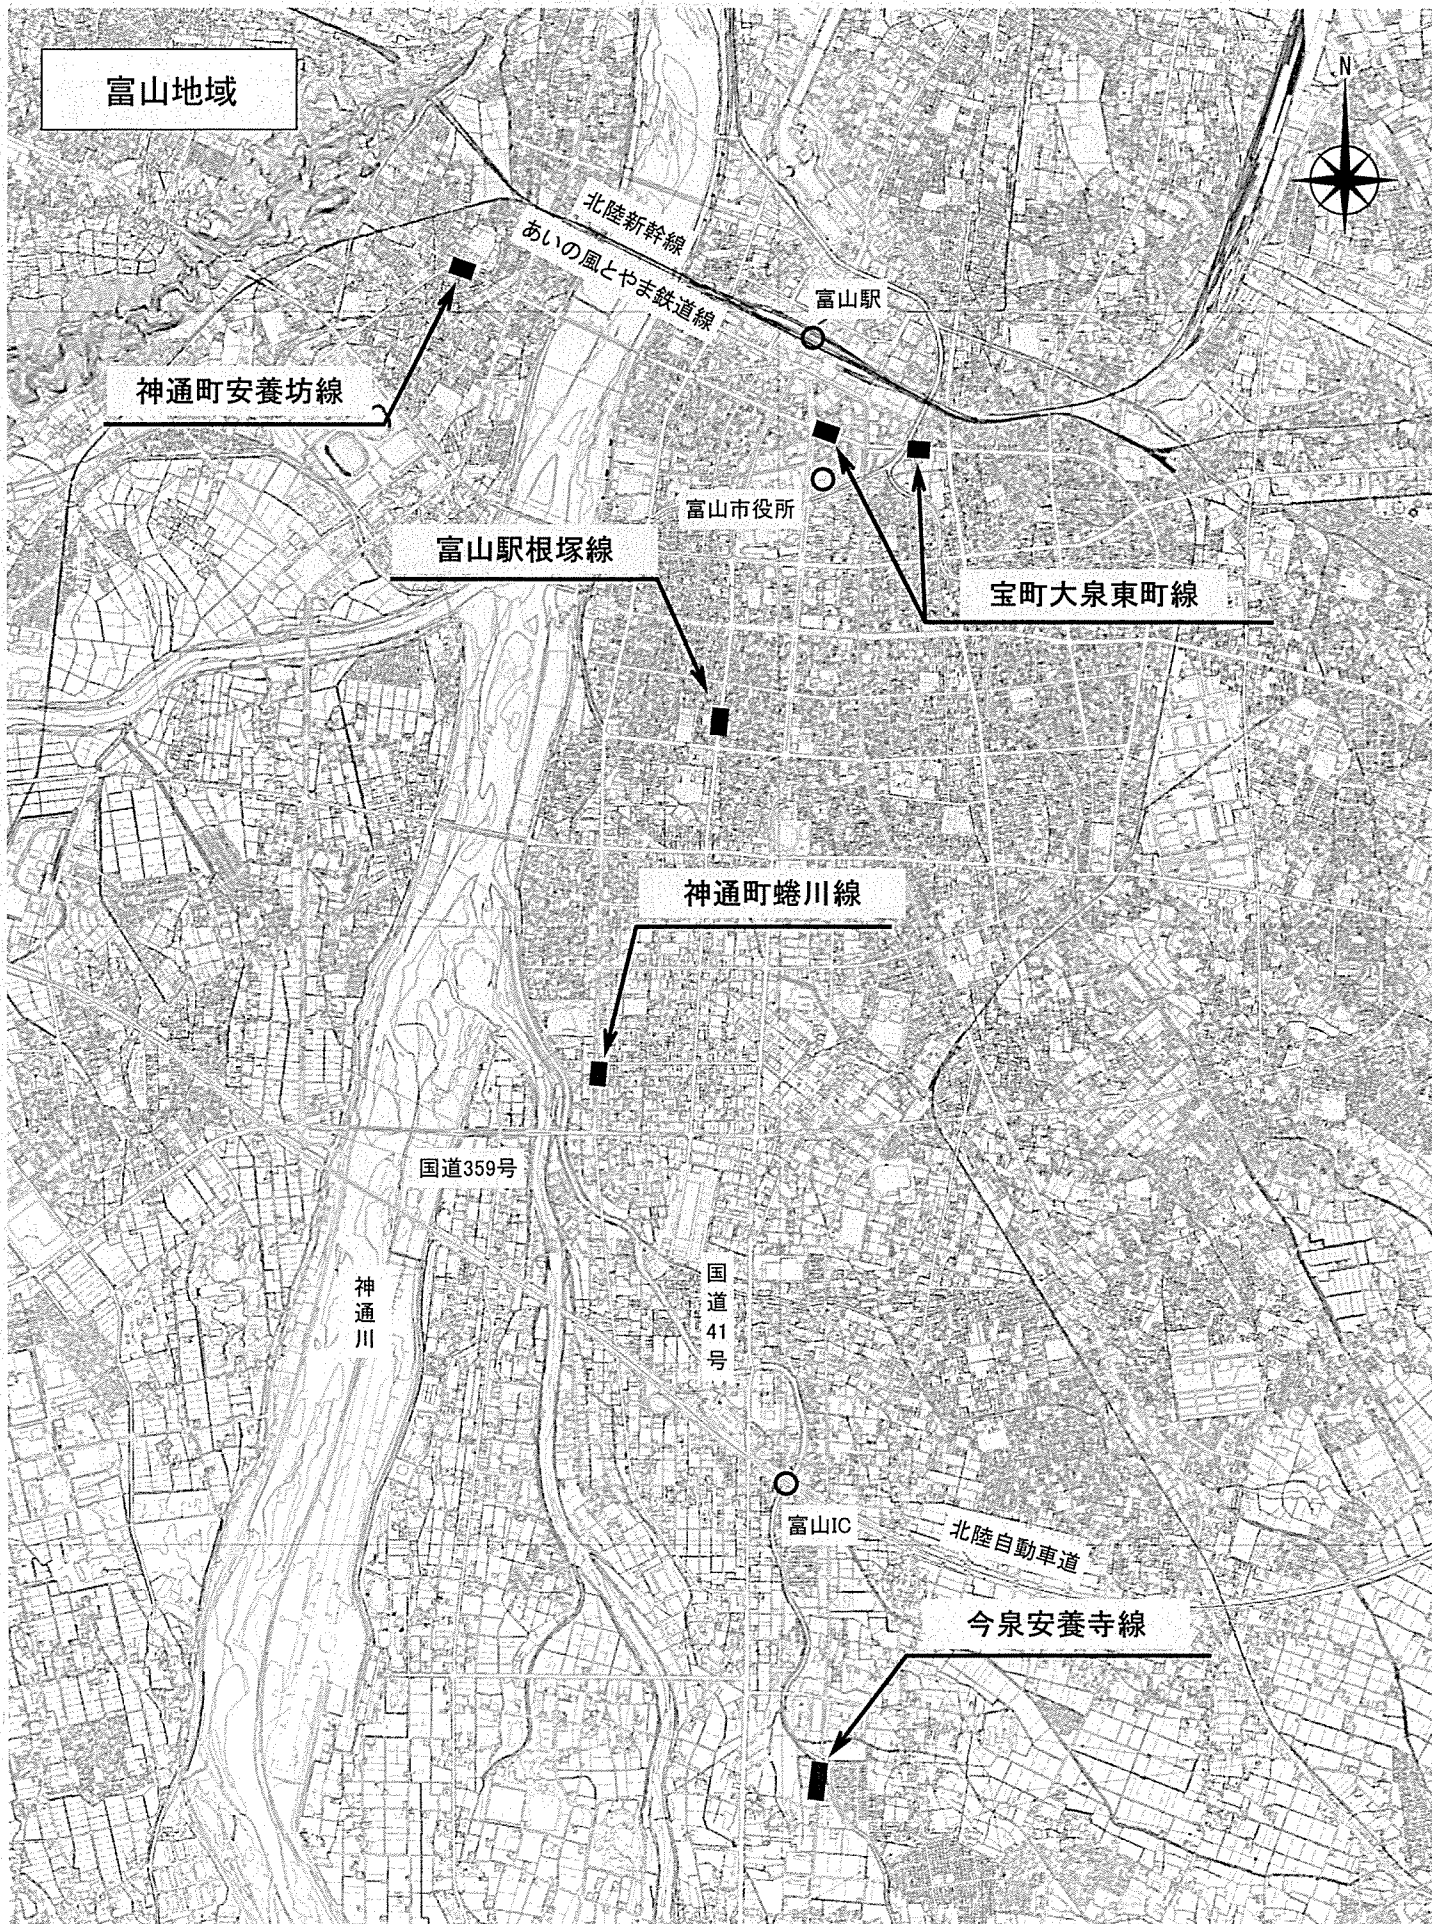 富山地域
N
北陸新幹線
あいの風とやま鉄道線
富山駅
神通町安養坊線
富山市役所
富山駅根塚線
宝町大泉東町線
神通町蜷川線
国道359号
神通川
国道41号
富山IC
北陸自動車道
今泉安養寺線